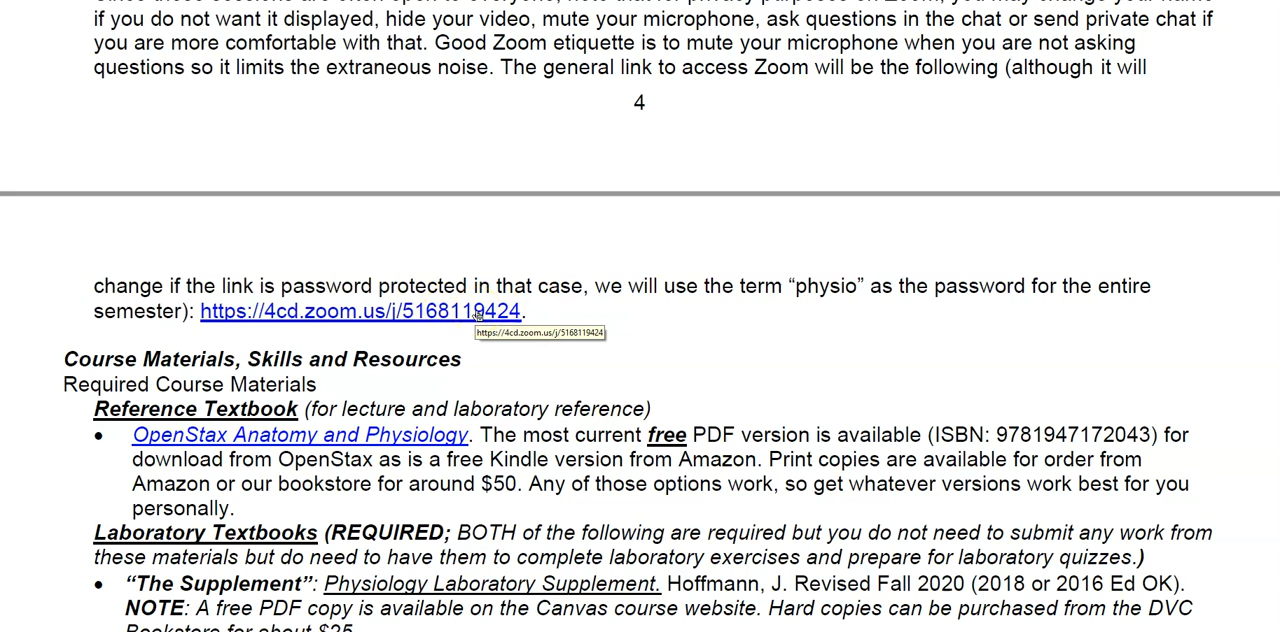 if you do not want it displayed, hide your video, mute your microphone, ask questions in the chat or send private chat if
you are more comfortable with that. Good Zoom etiquette is to mute your microphone when you are not asking
questions so it limits the extraneous noise. The general link to access Zoom will be the following (although it will
4
change if the link is password protected in that case, we will use the term “physio” as the password for the entire
semester): https://4cd.zoom.us/j/5168119424.
https://4cd.zoom.us/j/5168119424
Course Materials, Skills and Resources
Required Course Materials
Reference Textbook (for lecture and laboratory reference)
• OpenStax Anatomy and Physiology. The most current free PDF version is available (ISBN: 9781947172043) for
download from OpenStax as is a free Kindle version from Amazon. Print copies are available for order from
Amazon or our bookstore for around $50. Any of those options work, so get whatever versions work best for you
personally.
Laboratory Textbooks (REQUIRED; BOTH of the following are required but you do not need to submit any work from
these materials but do need to have them to complete laboratory exercises and prepare for laboratory quizzes.)
• “The Supplement”: Physiology Laboratory Supplement. Hoffmann, J. Revised Fall 2020 (2018 or 2016 Ed OK).
NOTE: A free PDF copy is available on the Canvas course website. Hard copies can be purchased from the DVC
Bookstore for about $25.